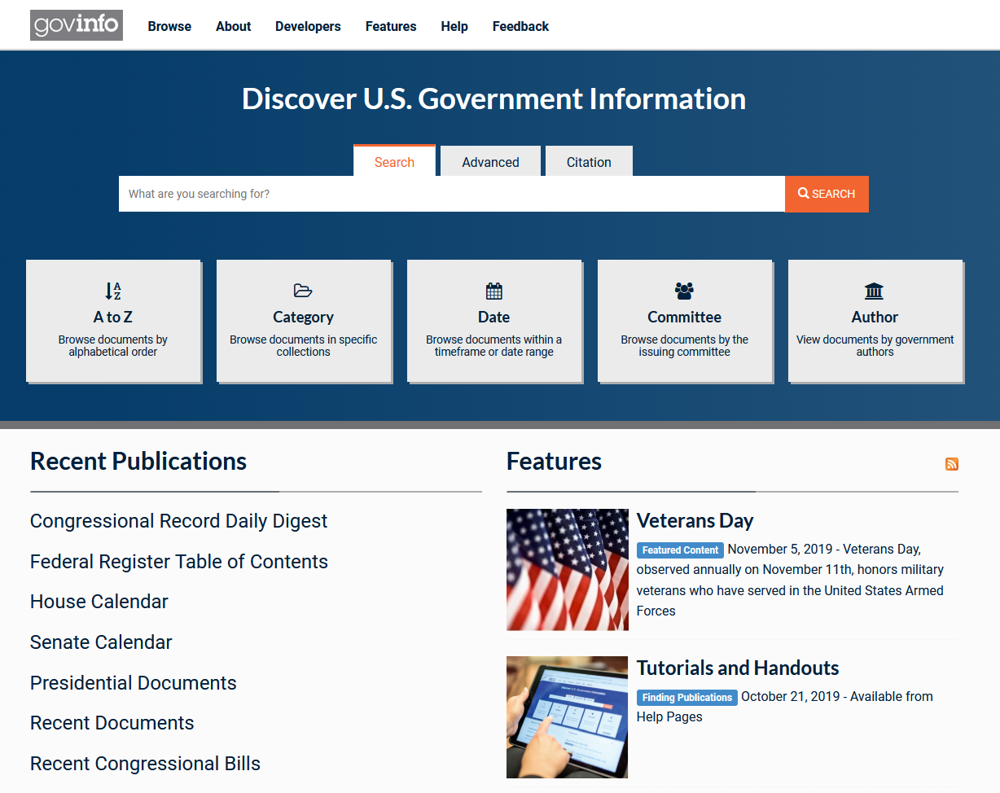 govinfo
Browse
About
Developers
Features
Help
Feedback
Discover U.S. Government Information
Search
Advanced
Citation
What are you searching for?
SEARCH
A to Z
Browse documents by
alphabetical order
Category
Browse documents in specific
collections
Date
Browse documents within a
timeframe or date range
Committee
Browse documents by the
issuing committee
Author
View documents by government
authors
Recent Publications
Congressional Record Daily Digest
Federal Register Table of Contents
House Calendar
Senate Calendar
Presidential Documents
Recent Documents
Recent Congressional Bills
Features
Veterans Day
Featured Content November 5, 2019 - Veterans Day,
observed annually on November 11th, honors military
veterans who have served in the United States Armed
Forces
Tutorials and Handouts
Finding Publications October 21, 2019 - Available from
Help Pages